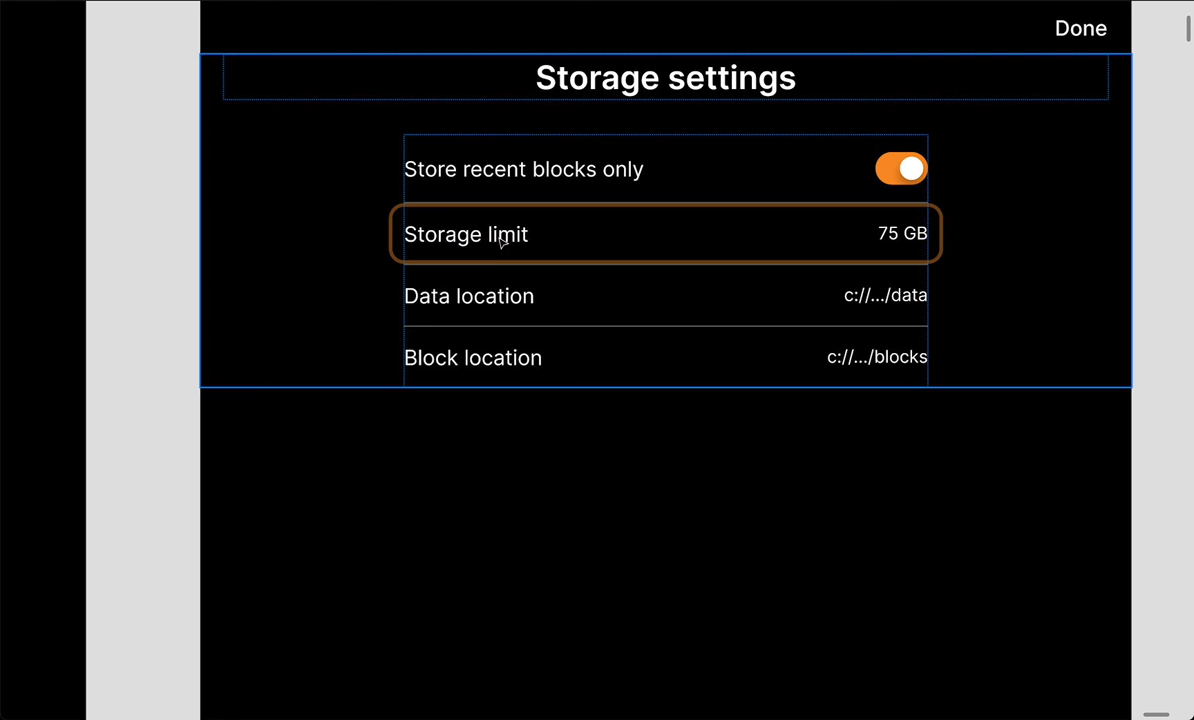 Done
Storage settings
Store recent blocks only
Storage limit 75 GB
Data location c://.../data
Block location c://.../blocks